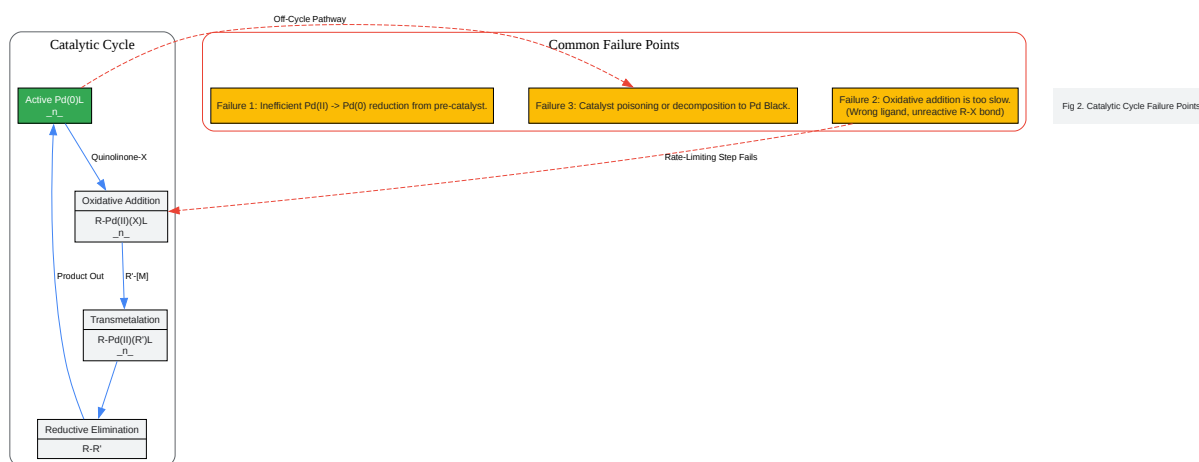 Off-Cycle Pathway
Catalytic Cycle
Common Failure Points
Active Pd(0)L
_n_
Failure 1: Inefficient Pd(II) -> Pd(0) reduction from pre-catalyst.
Failure 3: Catalyst poisoning or decomposition to Pd Black.
Failure 2: Oxidative addition is too slow.
(Wrong ligand, unreactive R-X bond)
Fig 2. Catalytic Cycle Failure Points
Quinolinone-X
Rate-Limiting Step Fails
Oxidative Addition
R-Pd(II)(X)L
_n_
Product Out
R'-[M]
Transmetalation
R-Pd(II)(R')L
_n_
Reductive Elimination
R-R'